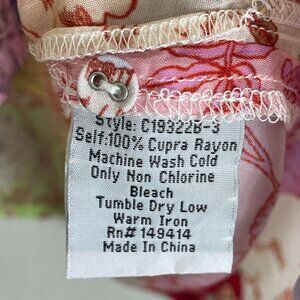 Style: C19322B-3
Self:100% Cupra Rayon
Machine Wash Cold
Only Non Chlorine
Bleach
Tumble Dry Low
Warm Iron
Rn# 149414
Made In China